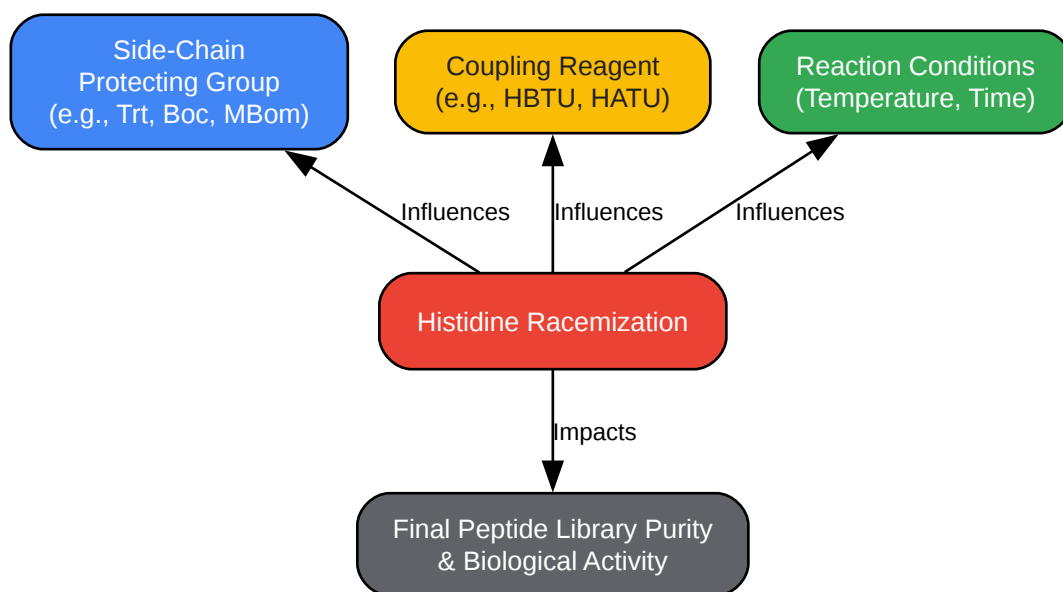 Side-Chain
Protecting Group
(e.g., Trt, Boc, MBom)
Coupling Reagent
(e.g., HBTU, HATU)
Reaction Conditions
(Temperature, Time)
Influences
Influences
Influences
Histidine Racemization
Impacts
Final Peptide Library Purity
& Biological Activity